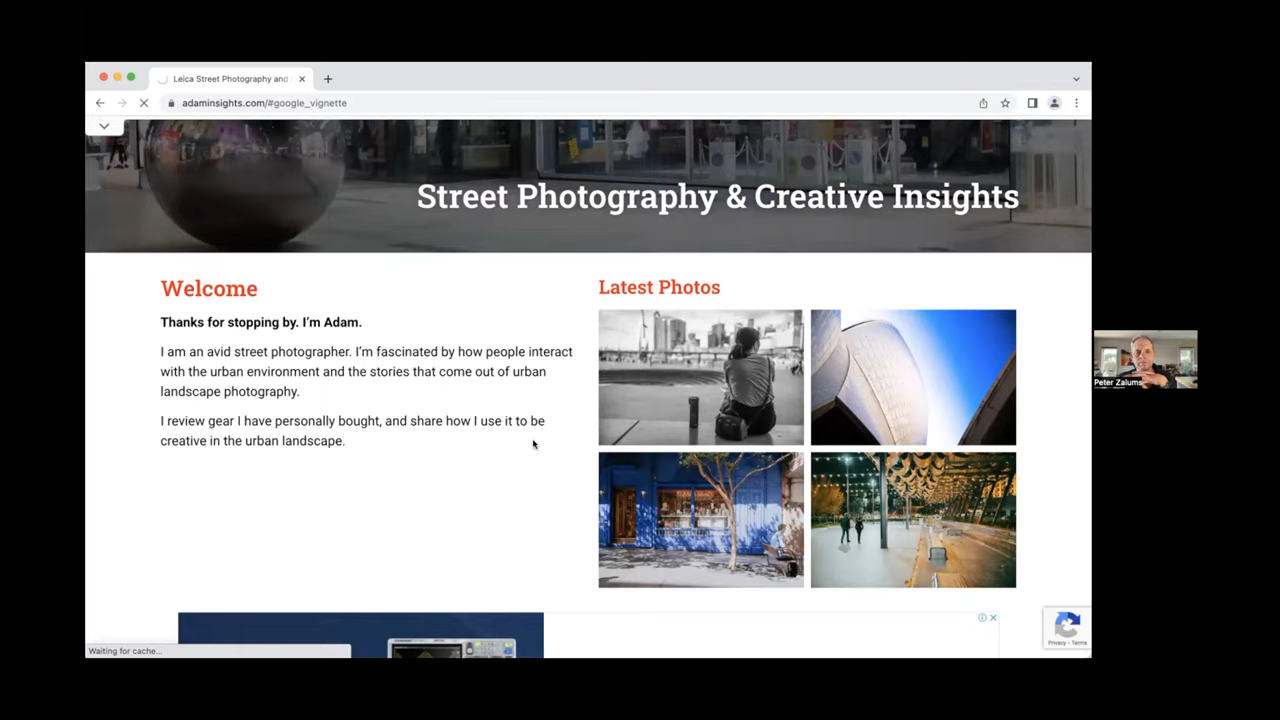 Leica Street Photography and
adaminsights.com/#google_vignette
Street Photography & Creative Insights
Welcome
Thanks for stopping by. I'm Adam.
I am an avid street photographer. I'm fascinated by how people interact
with the urban environment and the stories that come out of urban
landscape photography.
I review gear I have personally bought, and share how I use it to be
creative in the urban landscape.
Latest Photos
Peter Zalums
Privacy - Terms
Waiting for cache...